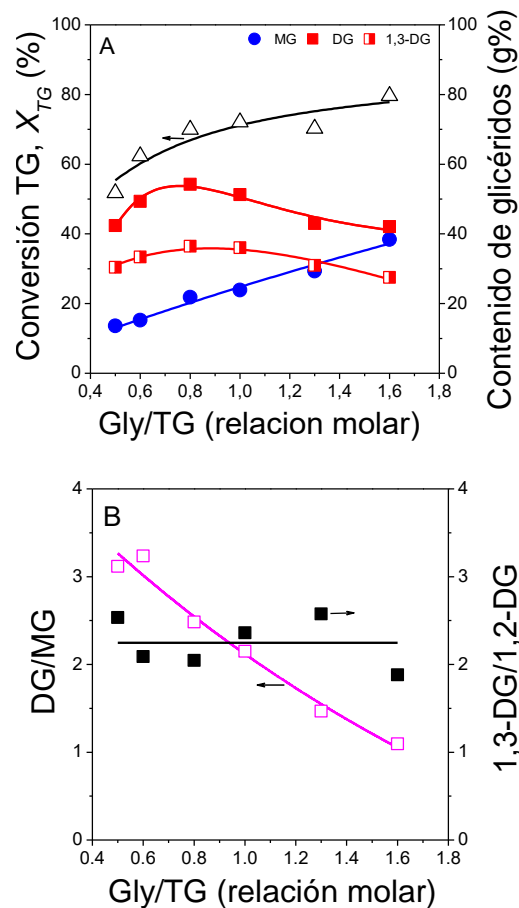 A
MG DG 1,3-DG
100
80
60
40
20
0
100
80
60
40
20
0
Conversión TG, X_TG (%)
Contenido de glicéridos (g%)
0,4 0,6 0,8 1,0 1,2 1,4 1,6 1,8
Gly/TG (relacion molar)
B
4
3
2
1
0
4
3
2
1
0
DG/MG
1,3-DG/1,2-DG
0.4 0.6 0.8 1.0 1.2 1.4 1.6 1.8
Gly/TG (relación molar)